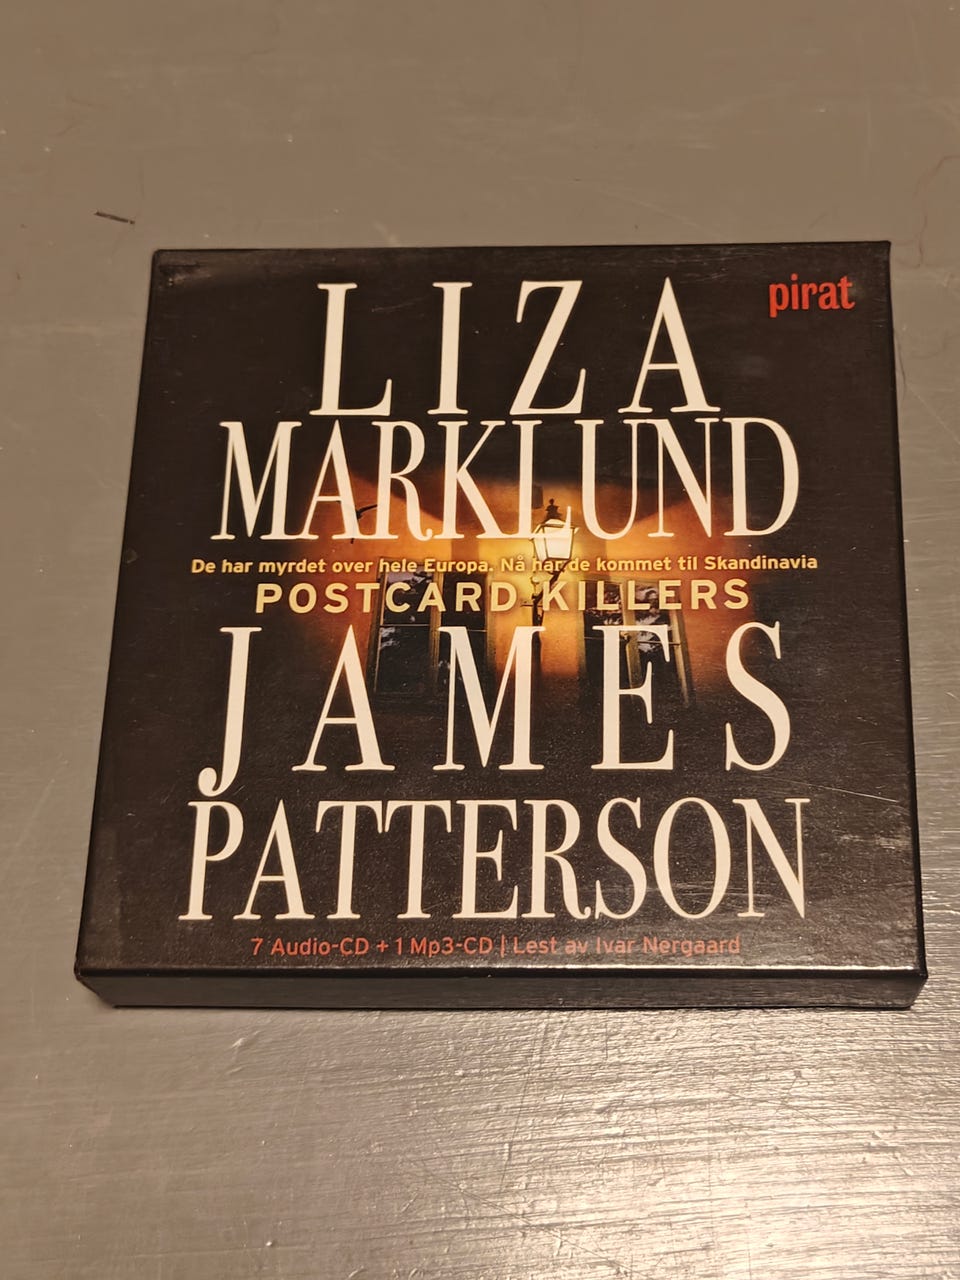 pirat
LIZA
MARKLUND
De har myrdet over hele Europa. Nå har de kommet til Skandinavia
POSTCARD KILLERS
JAMES
PATTERSON
7 Audio-CD + 1 Mp3-CD | Lest av Ivar Nergaard